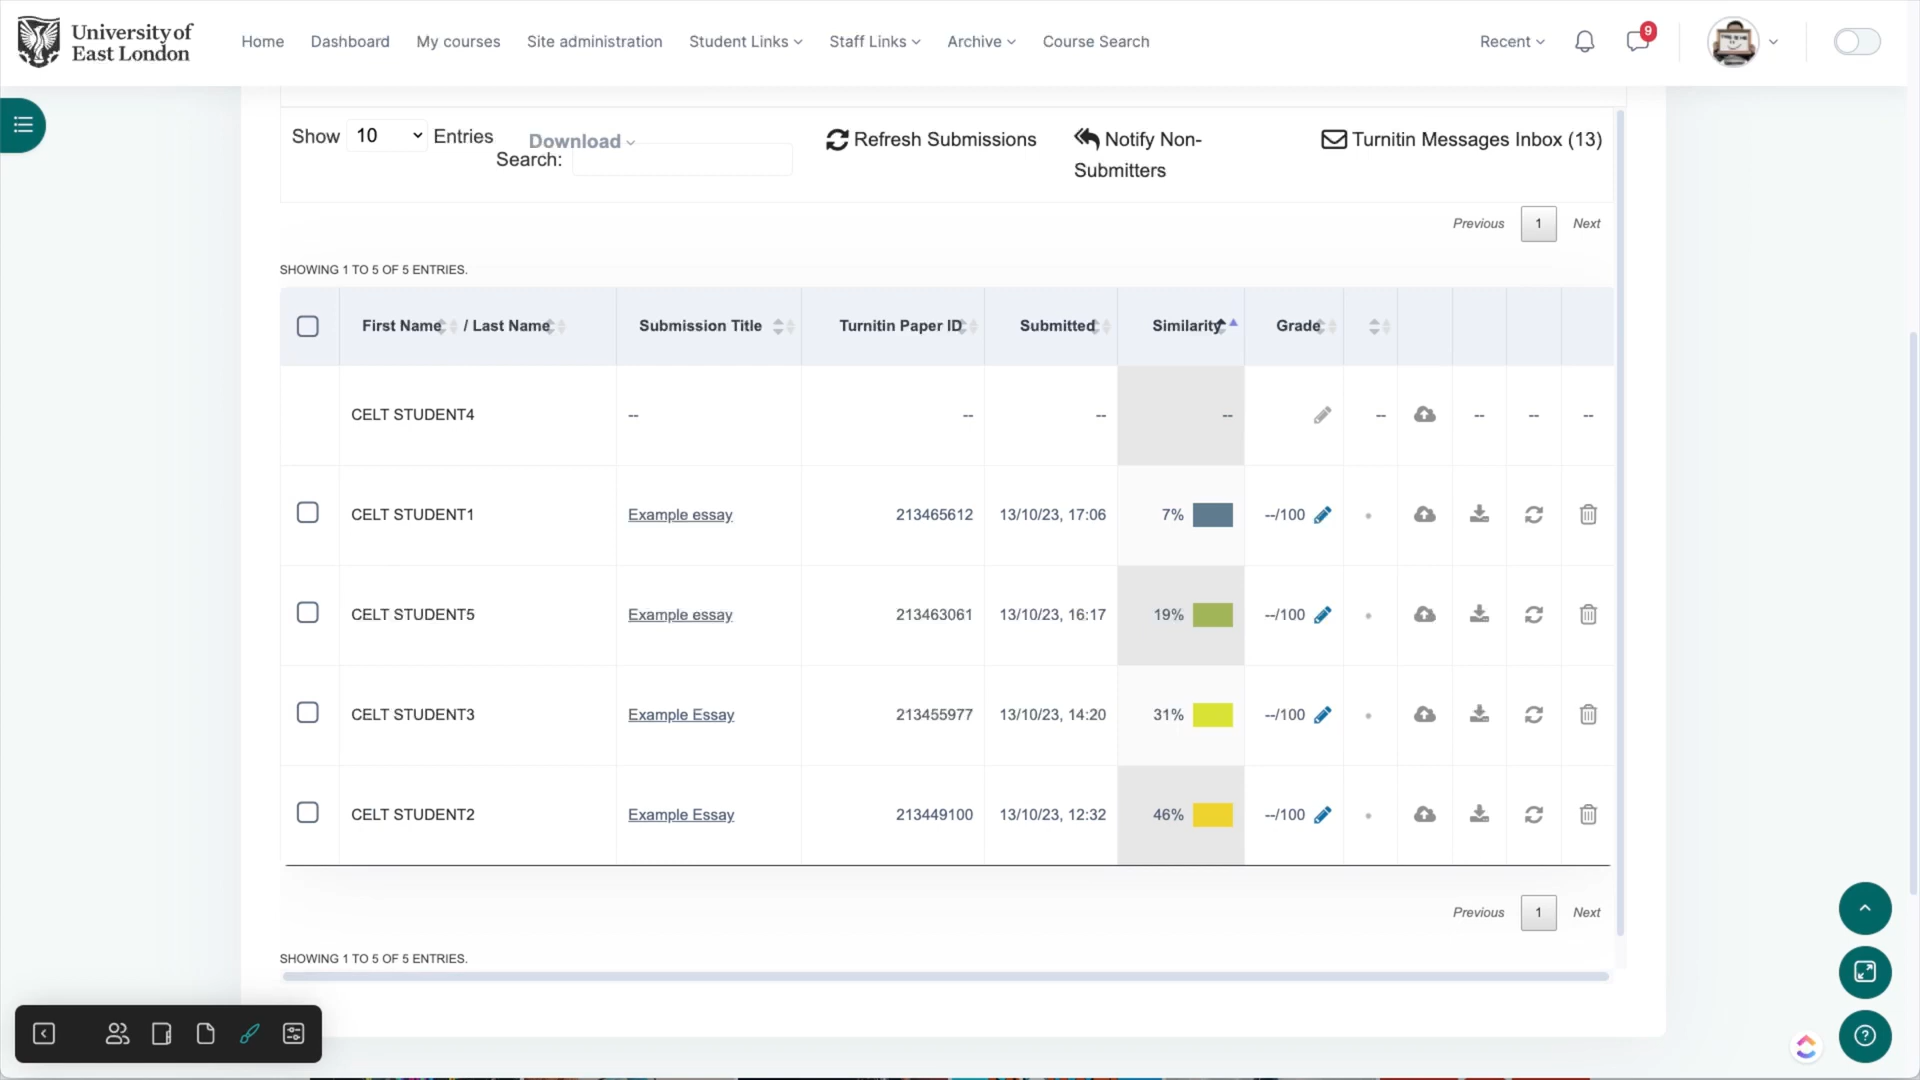 University of
East London
Home Dashboard My courses Site administration Student Links Staff Links Archive Course Search Recent 9
Show 10 Entries Download Refresh Submissions Notify Non-Submitters Turnitin Messages Inbox (13)
Search:
Previous 1 Next
SHOWING 1 TO 5 OF 5 ENTRIES.
First Name / Last Name Submission Title Turnitin Paper ID Submitted Similarity Grade
CELT STUDENT4 -- -- -- -- -- -- -- --
CELT STUDENT1 Example essay 213465612 13/10/23, 17:06 7% --/100
CELT STUDENT5 Example essay 213463061 13/10/23, 16:17 19% --/100
CELT STUDENT3 Example Essay 213455977 13/10/23, 14:20 31% --/100
CELT STUDENT2 Example Essay 213449100 13/10/23, 12:32 46% --/100
Previous 1 Next
SHOWING 1 TO 5 OF 5 ENTRIES.